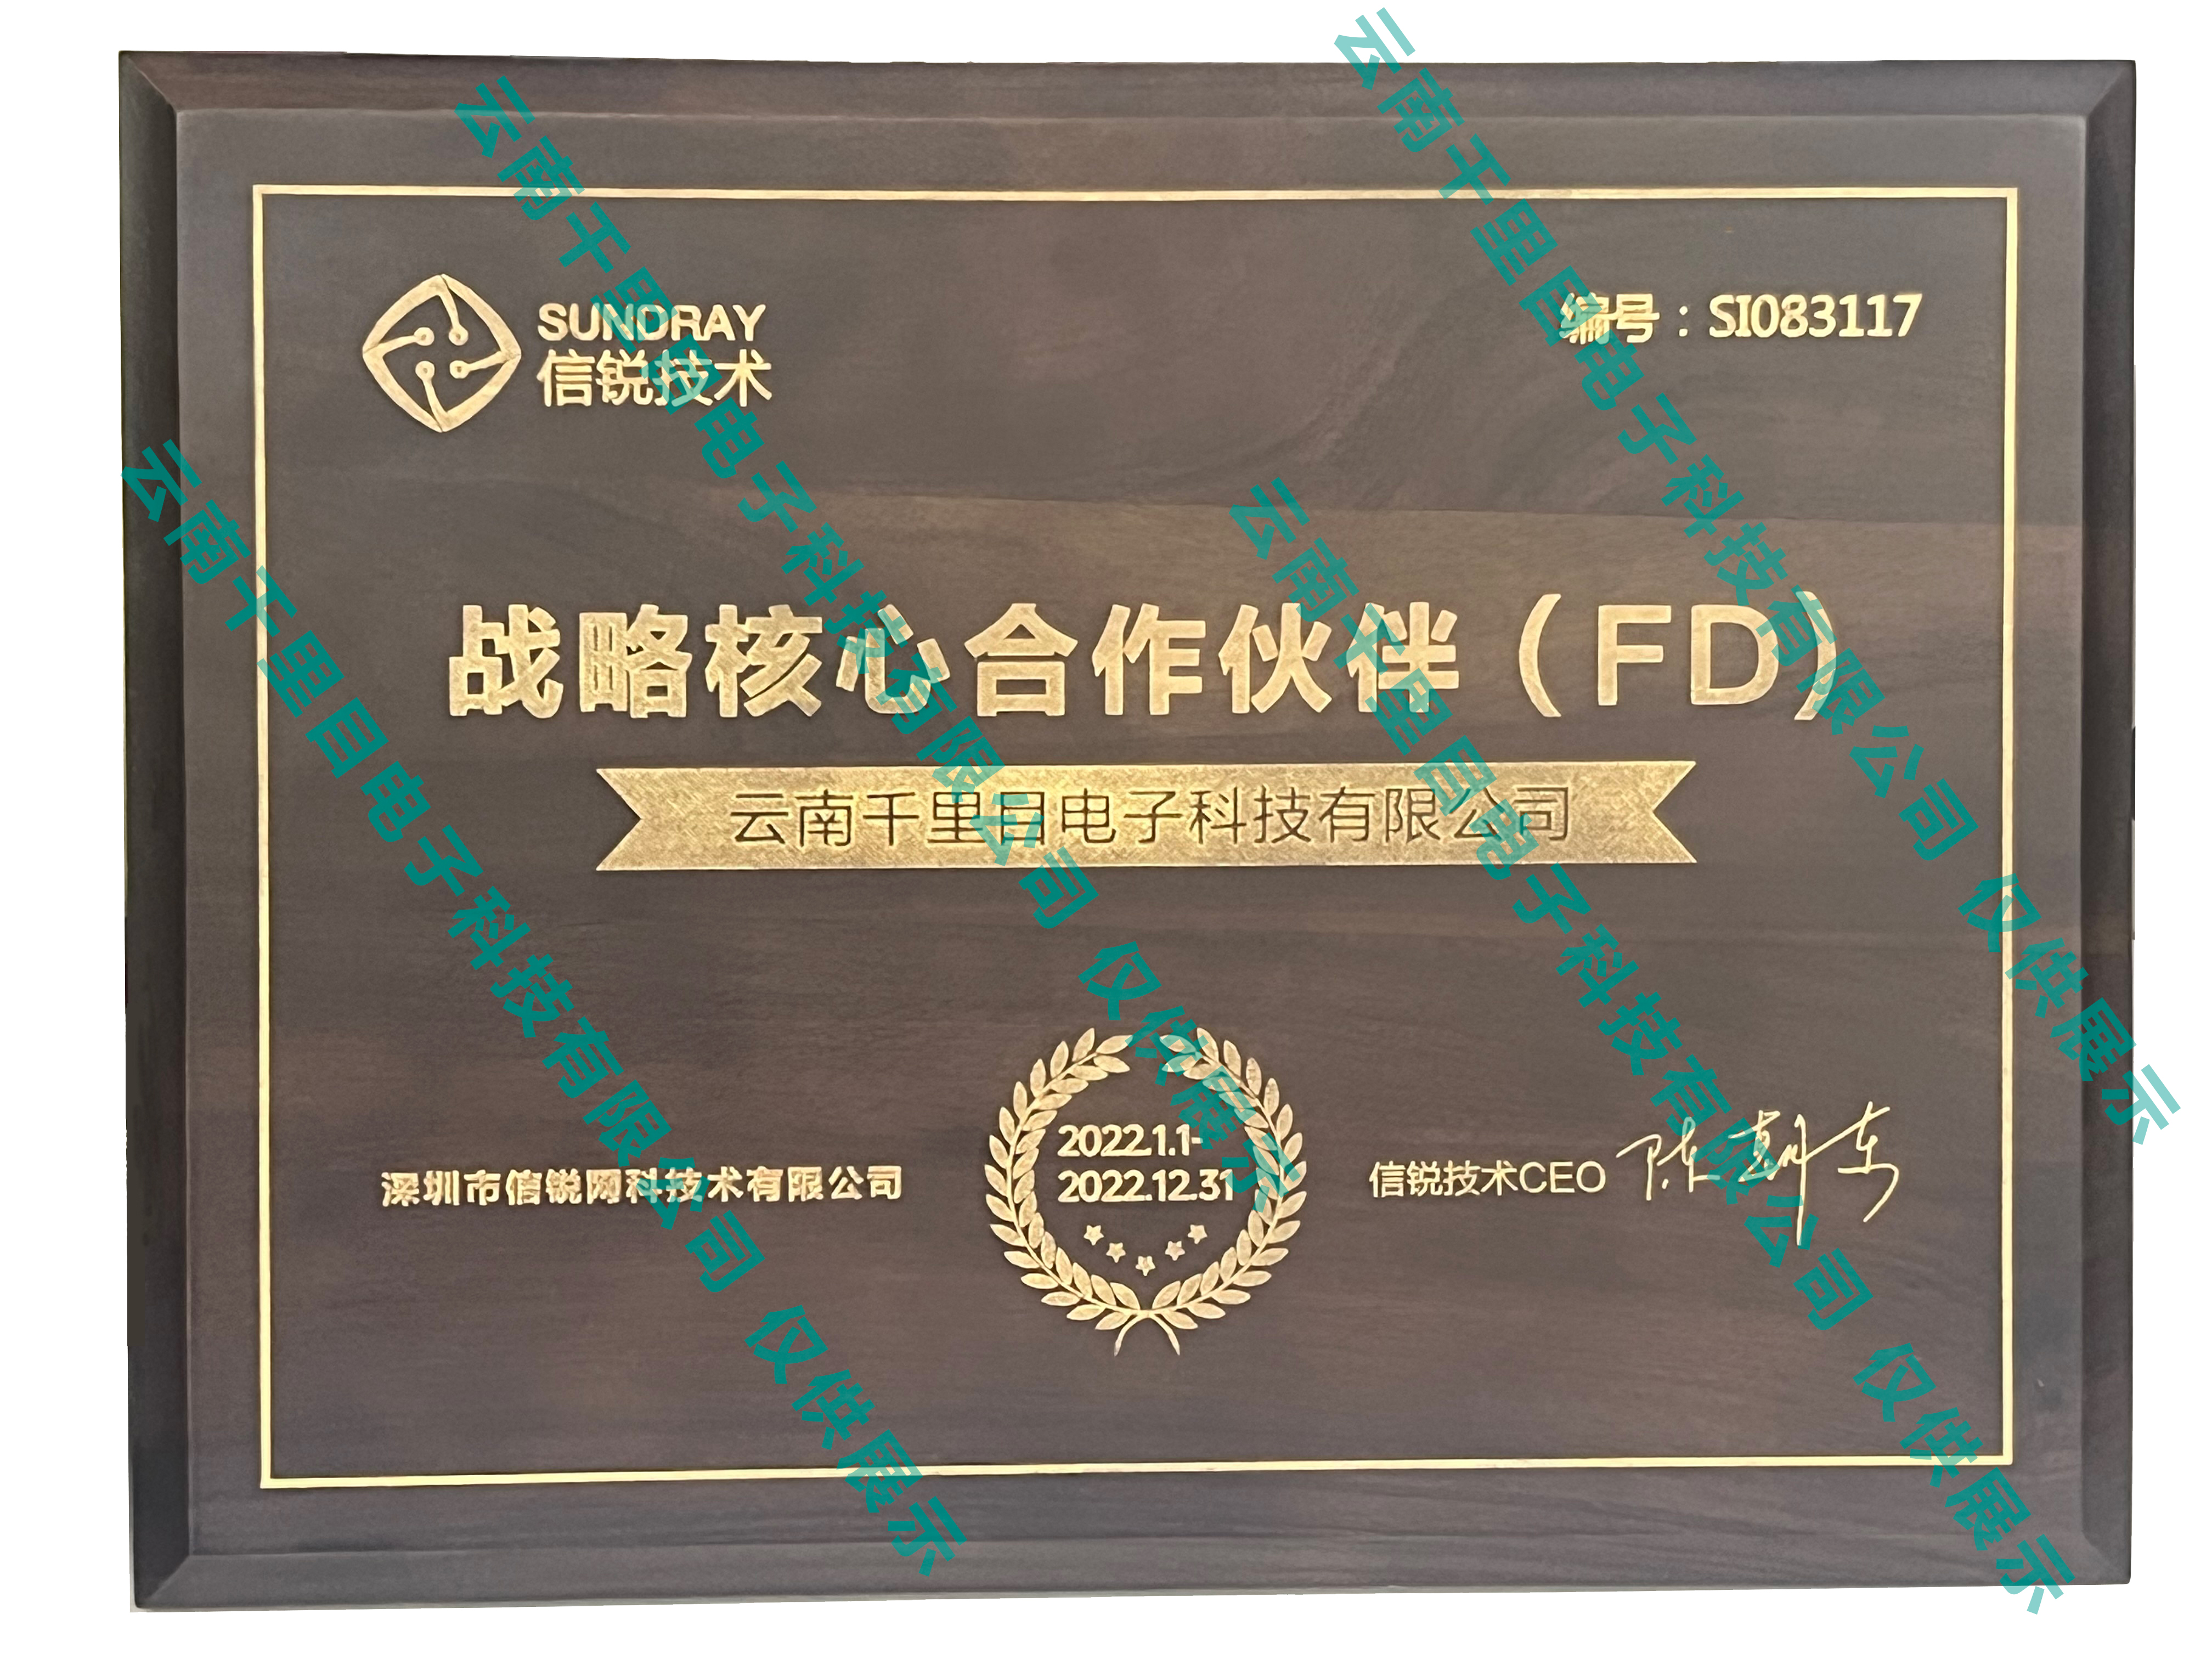 SUNDRAY
信锐技术
编号：SI083117
战略核心合作伙伴（FD）
云南千里目电子科技有限公司
2022.1.1-
2022.12.31
深圳市信锐网科技术有限公司
信锐技术CEO 陈朝东
云南千里目电子科技有限公司 仅供展示
云南千里目电子科技有限公司 仅供展示
云南千里目电子科技有限公司 仅供展示
云南千里目电子科技有限公司 仅供展示